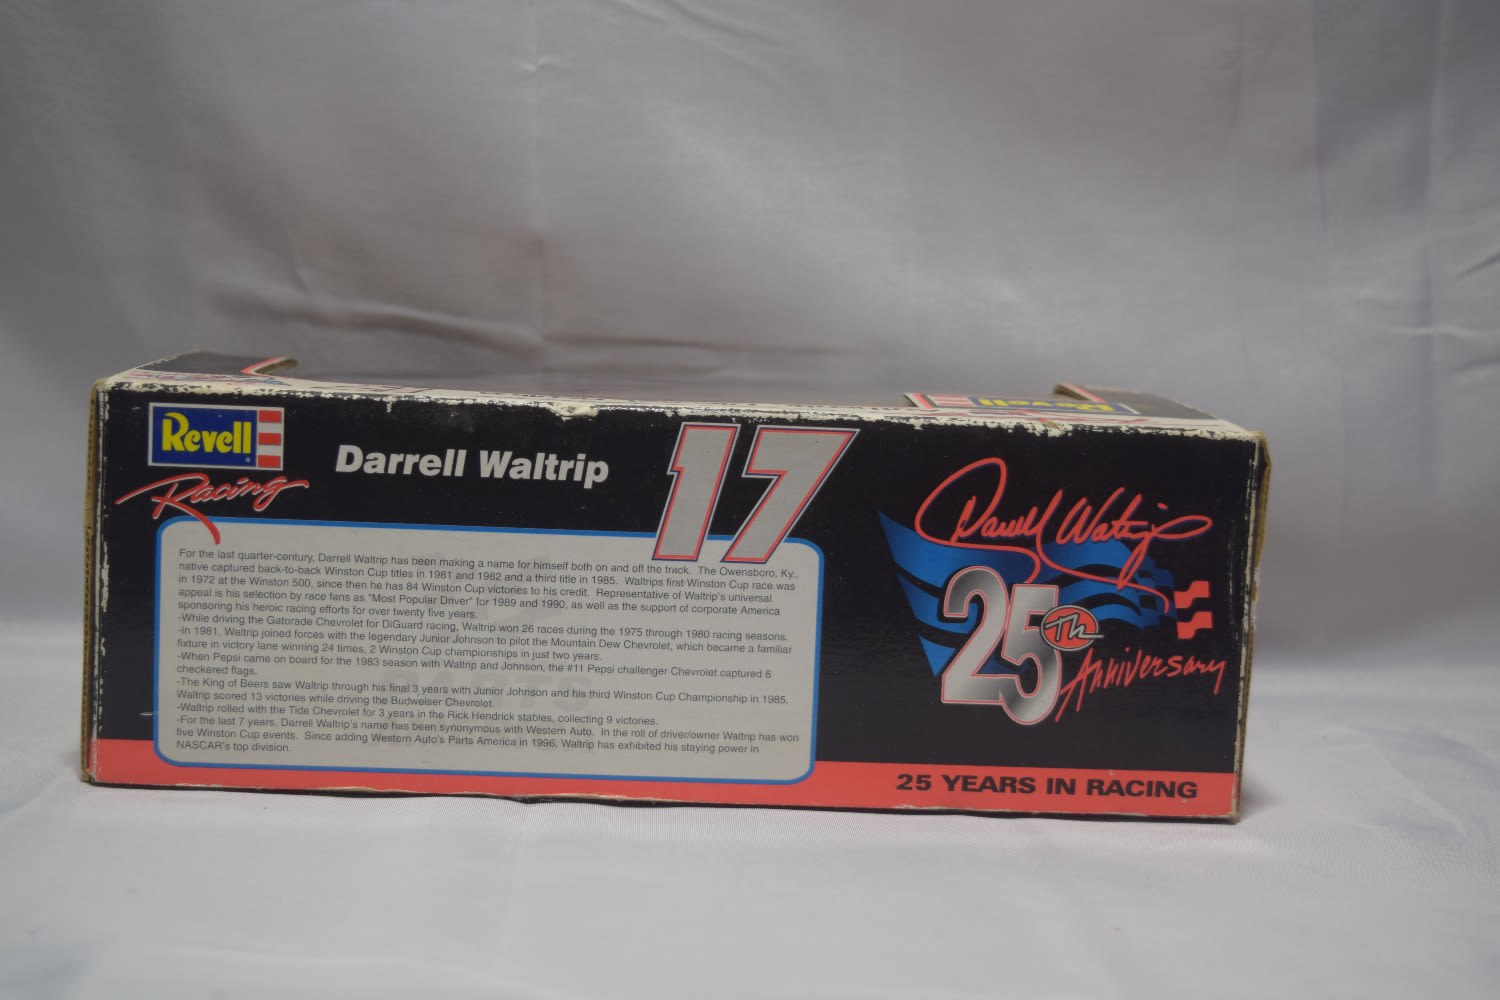 Revell
Racing
Darrell Waltrip
17
For the last quarter-century, Darrell Waltrip has been making a name for himself both on and off the track. The Owensboro, Ky.,
native captured back-to-back Winston Cup titles in 1981 and 1982 and a third title in 1985. Waltrips first Winston Cup race was
in 1972 at the Winston 500, since then he has 84 Winston Cup victories to his credit. Representative of Waltrip's universal
appeal is his selection by race fans as "Most Popular Driver" for 1989 and 1990, as well as the support of corporate America
sponsoring his heroic racing efforts for over twenty five years.
-While driving the Gatorade Chevrolet for DiGuard racing, Waltrip won 26 races during the 1975 through 1980 racing seasons.
-In 1981, Waltrip joined forces with the legendary Junior Johnson to pilot the Mountain Dew Chevrolet, which became a familiar
fixture in victory lane winning 24 times, 2 Winston Cup championships in just two years.
-When Pepsi came on board for the 1983 season with Waltrip and Johnson, the #11 Pepsi challenger Chevrolet captured 6
checkered flags.
-The King of Beers saw Waltrip through his final 3 years with Junior Johnson and his third Winston Cup Championship in 1985.
Waltrip scored 13 victories while driving the Budweiser Chevrolet.
-Waltrip rolled with the Tide Chevrolet for 3 years in the Rick Hendrick stables, collecting 9 victories.
-For the last 7 years, Darrell Waltrip's name has been synonymous with Western Auto. In the roll of driver/owner Waltrip has won
five Winston Cup events. Since adding Western Auto's Parts America in 1996, Waltrip has exhibited his staying power in
NASCAR's top division.
Darrell Waltrip
25 Th
Anniversary
25 YEARS IN RACING
Revell